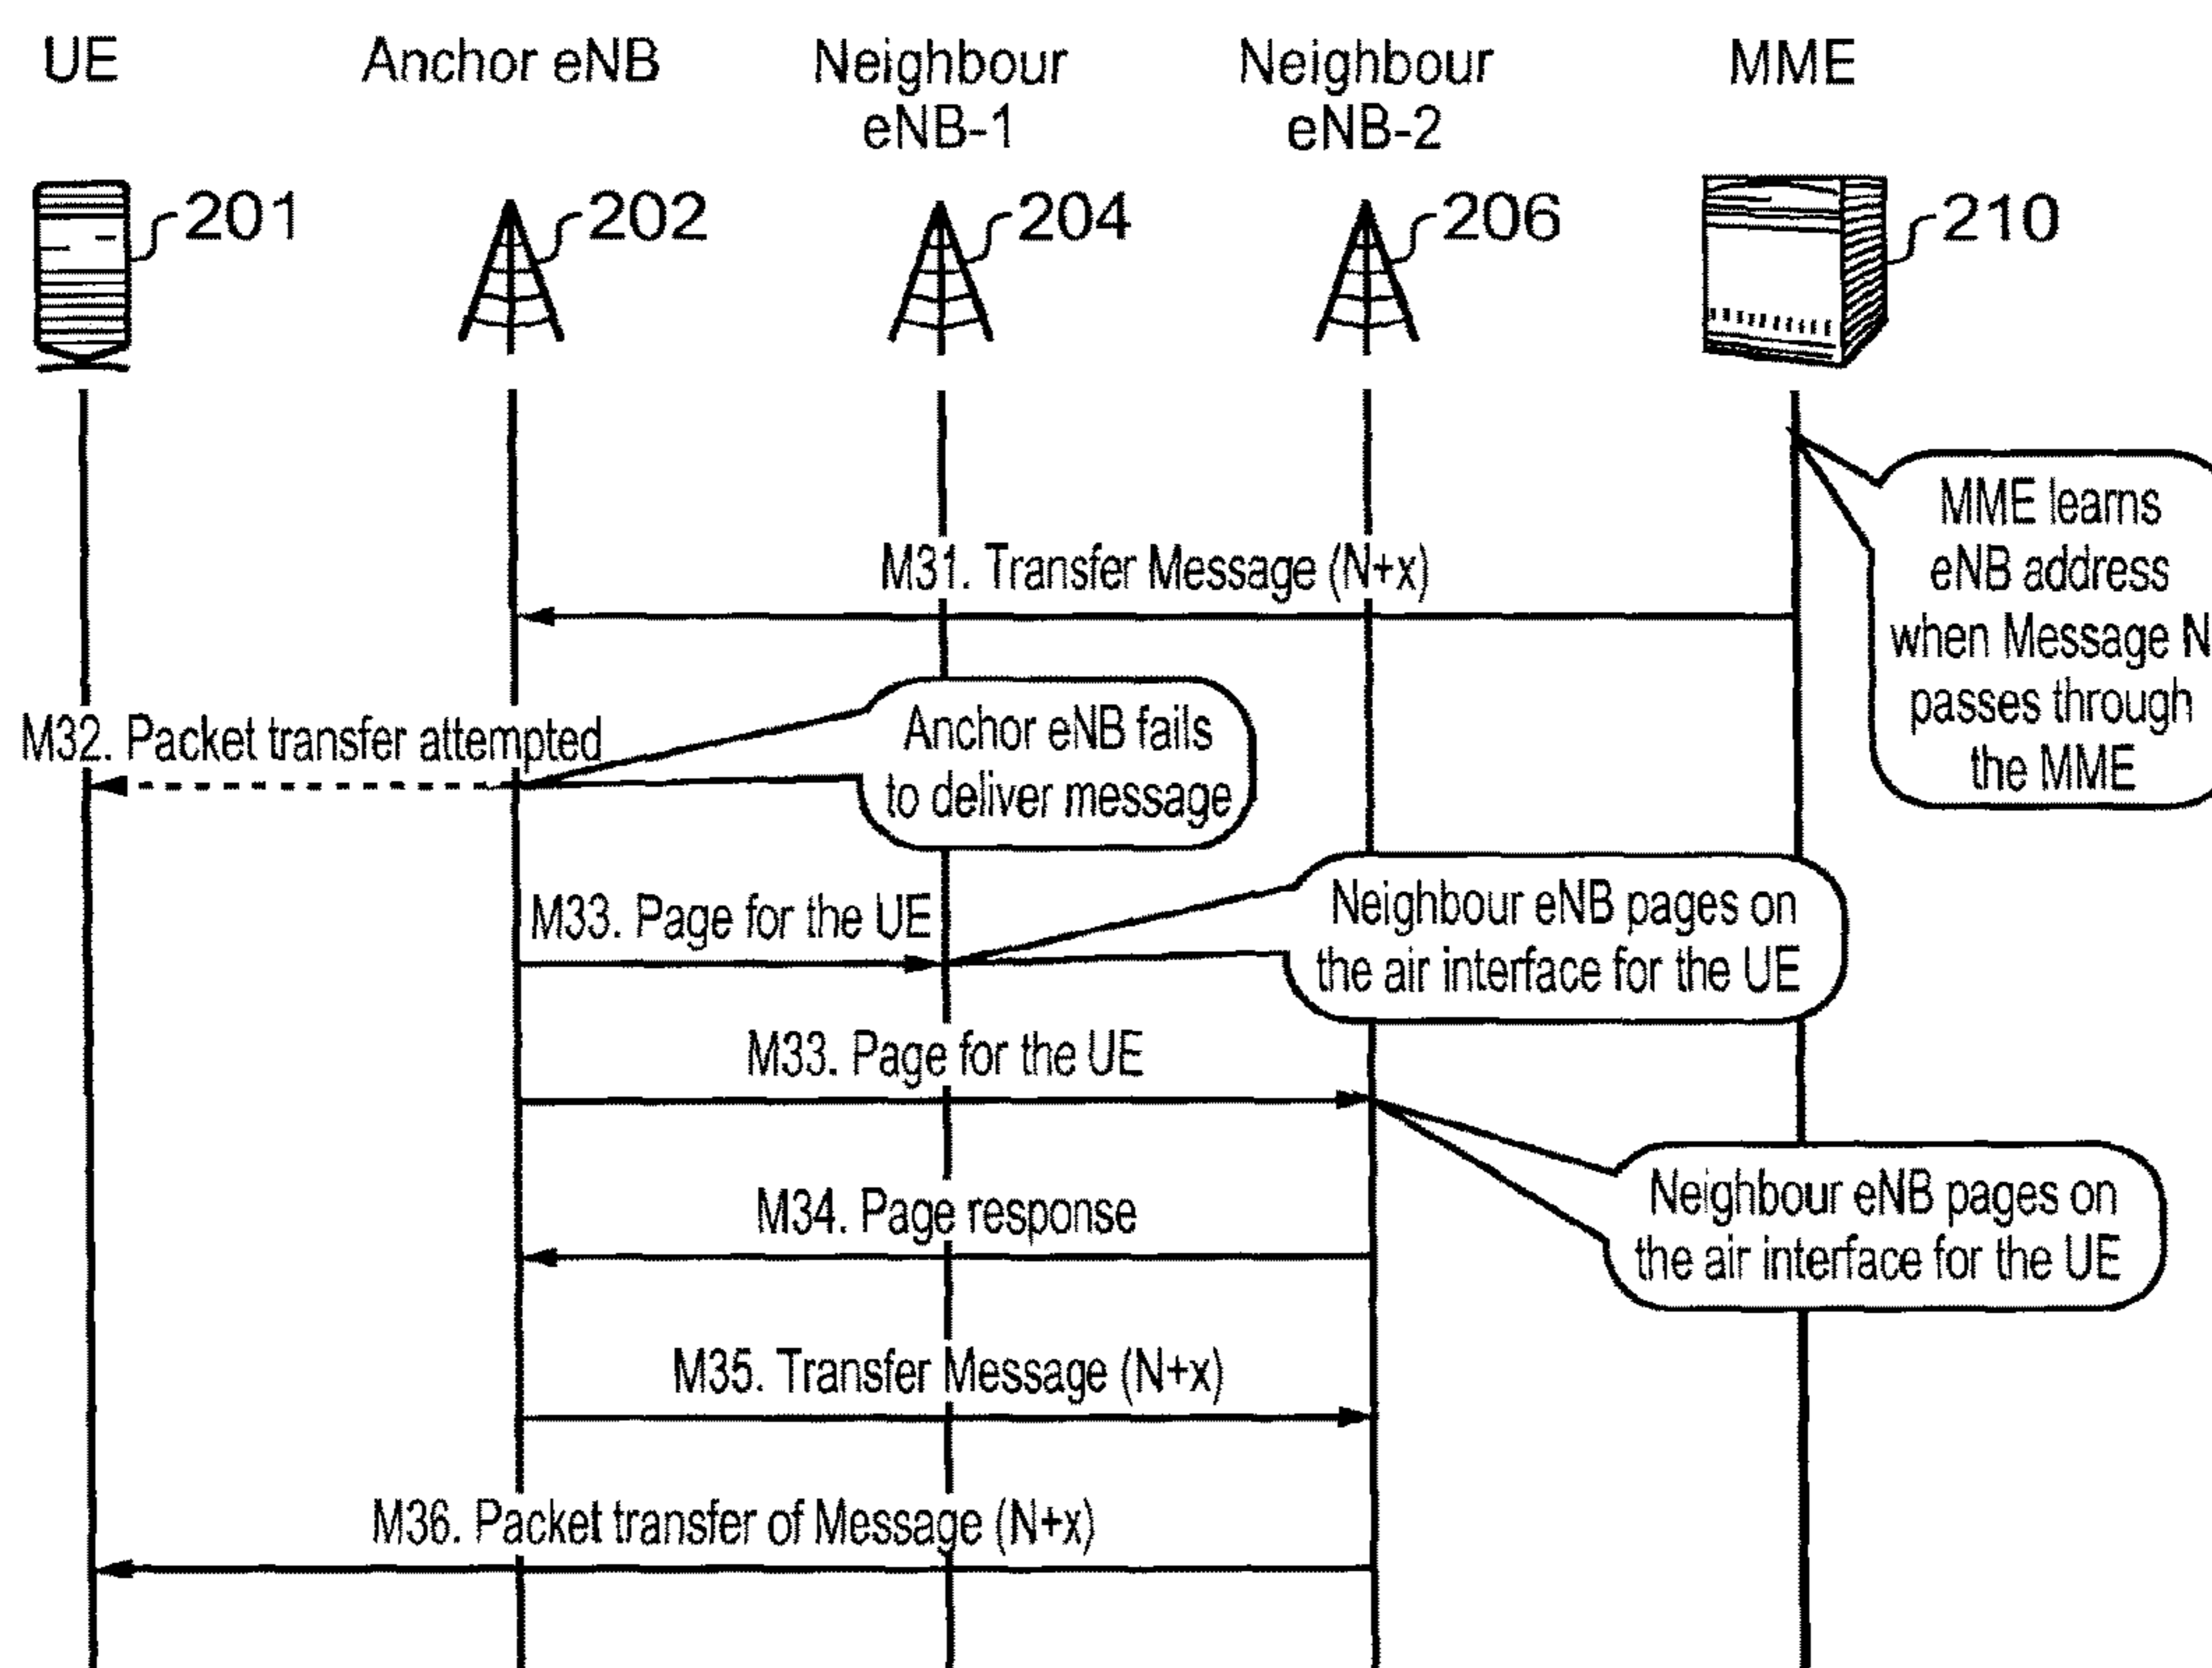 UE
Anchor eNB
Neighbour
eNB-1
Neighbour
eNB-2
MME
201
202
204
206
210
MME learns
eNB address
when Message N
passes through
the MME
M31. Transfer Message (N+x)
M32. Packet transfer attempted
Anchor eNB fails
to deliver message
M33. Page for the UE
Neighbour eNB pages on
the air interface for the UE
M33. Page for the UE
Neighbour eNB pages on
the air interface for the UE
M34. Page response
M35. Transfer Message (N+x)
M36. Packet transfer of Message (N+x)